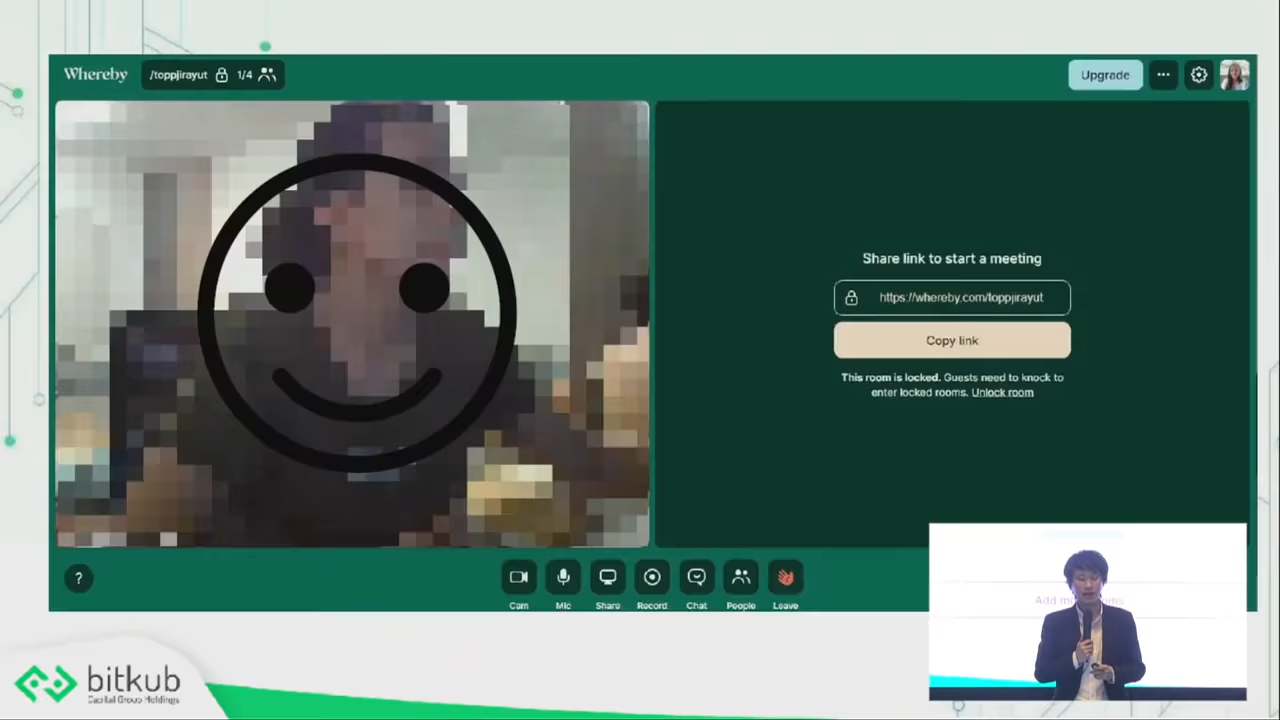 Whereby
/toppjirayut 1/4
Upgrade
Share link to start a meeting
https://whereby.com/toppjirayut
Copy link
This room is locked. Guests need to knock to
enter locked rooms. Unlock room
?
Cam Mic Share Record Chat People Leave
Add
bitkub
Capital Group Holdings